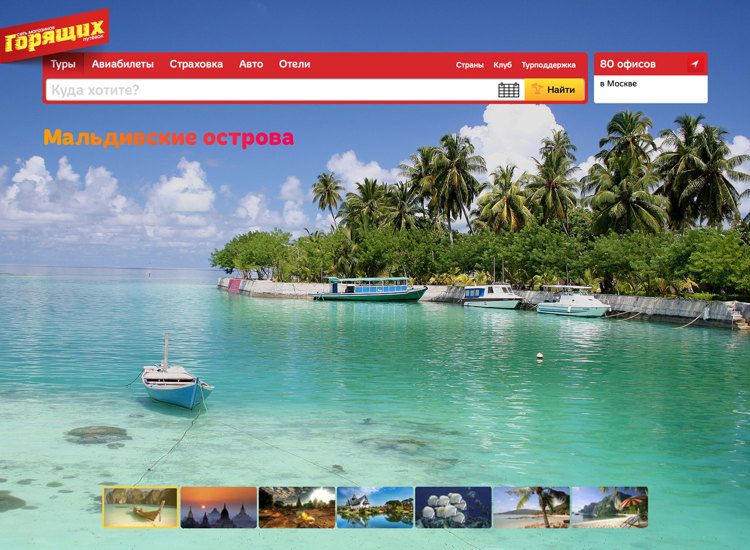 сеть магазинов
Горящих
путёвок
Туры Авиабилеты Страховка Авто Отели Страны Клуб Турподдержка
80 офисов
в Москве
Куда хотите?
Найти
Мальдивские острова